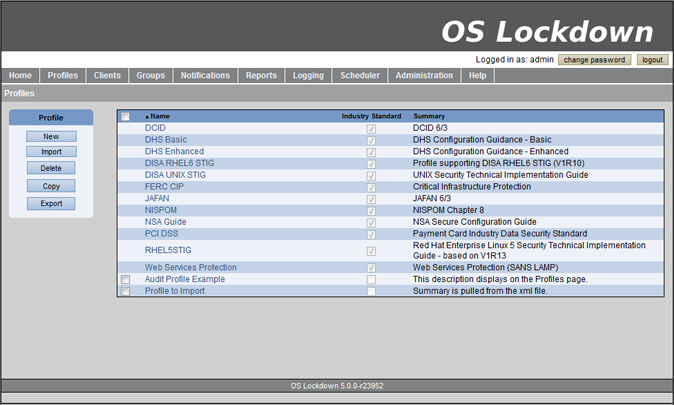 OS Lockdown
Logged in as: admin change password logout
Home Profiles Clients Groups Notifications Reports Logging Scheduler Administration Help
Profiles
Profile
New
Import
Delete
Copy
Export
▲Name Industry Standard Summary
DCID DCID 6/3
DHS Basic DHS Configuration Guidance - Basic
DHS Enhanced DHS Configuration Guidance - Enhanced
DISA RHEL6 STIG Profile supporting DISA RHEL6 STIG (V1R10)
DISA UNIX STIG UNIX Security Technical Implementation Guide
FERC CIP Critical Infrastructure Protection
JAFAN JAFAN 6/3
NISPOM NISPOM Chapter 8
NSA Guide NSA Secure Configuration Guide
PCI DSS Payment Card Industry Data Security Standard
RHEL5STIG Red Hat Enterprise Linux 5 Security Technical Implementation
Guide - based on V1R13
Web Services Protection Web Services Protection (SANS LAMP)
Audit Profile Example This description displays on the Profiles page.
Profile to Import Summary is pulled from the xml file.
OS Lockdown 5.0.0-r23952